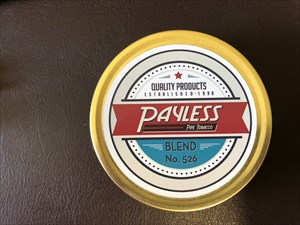 QUALITY PRODUCTS
ESTABLISHED-1998
PAYLESS
PIPE TOBACCO
BLEND
No. 526